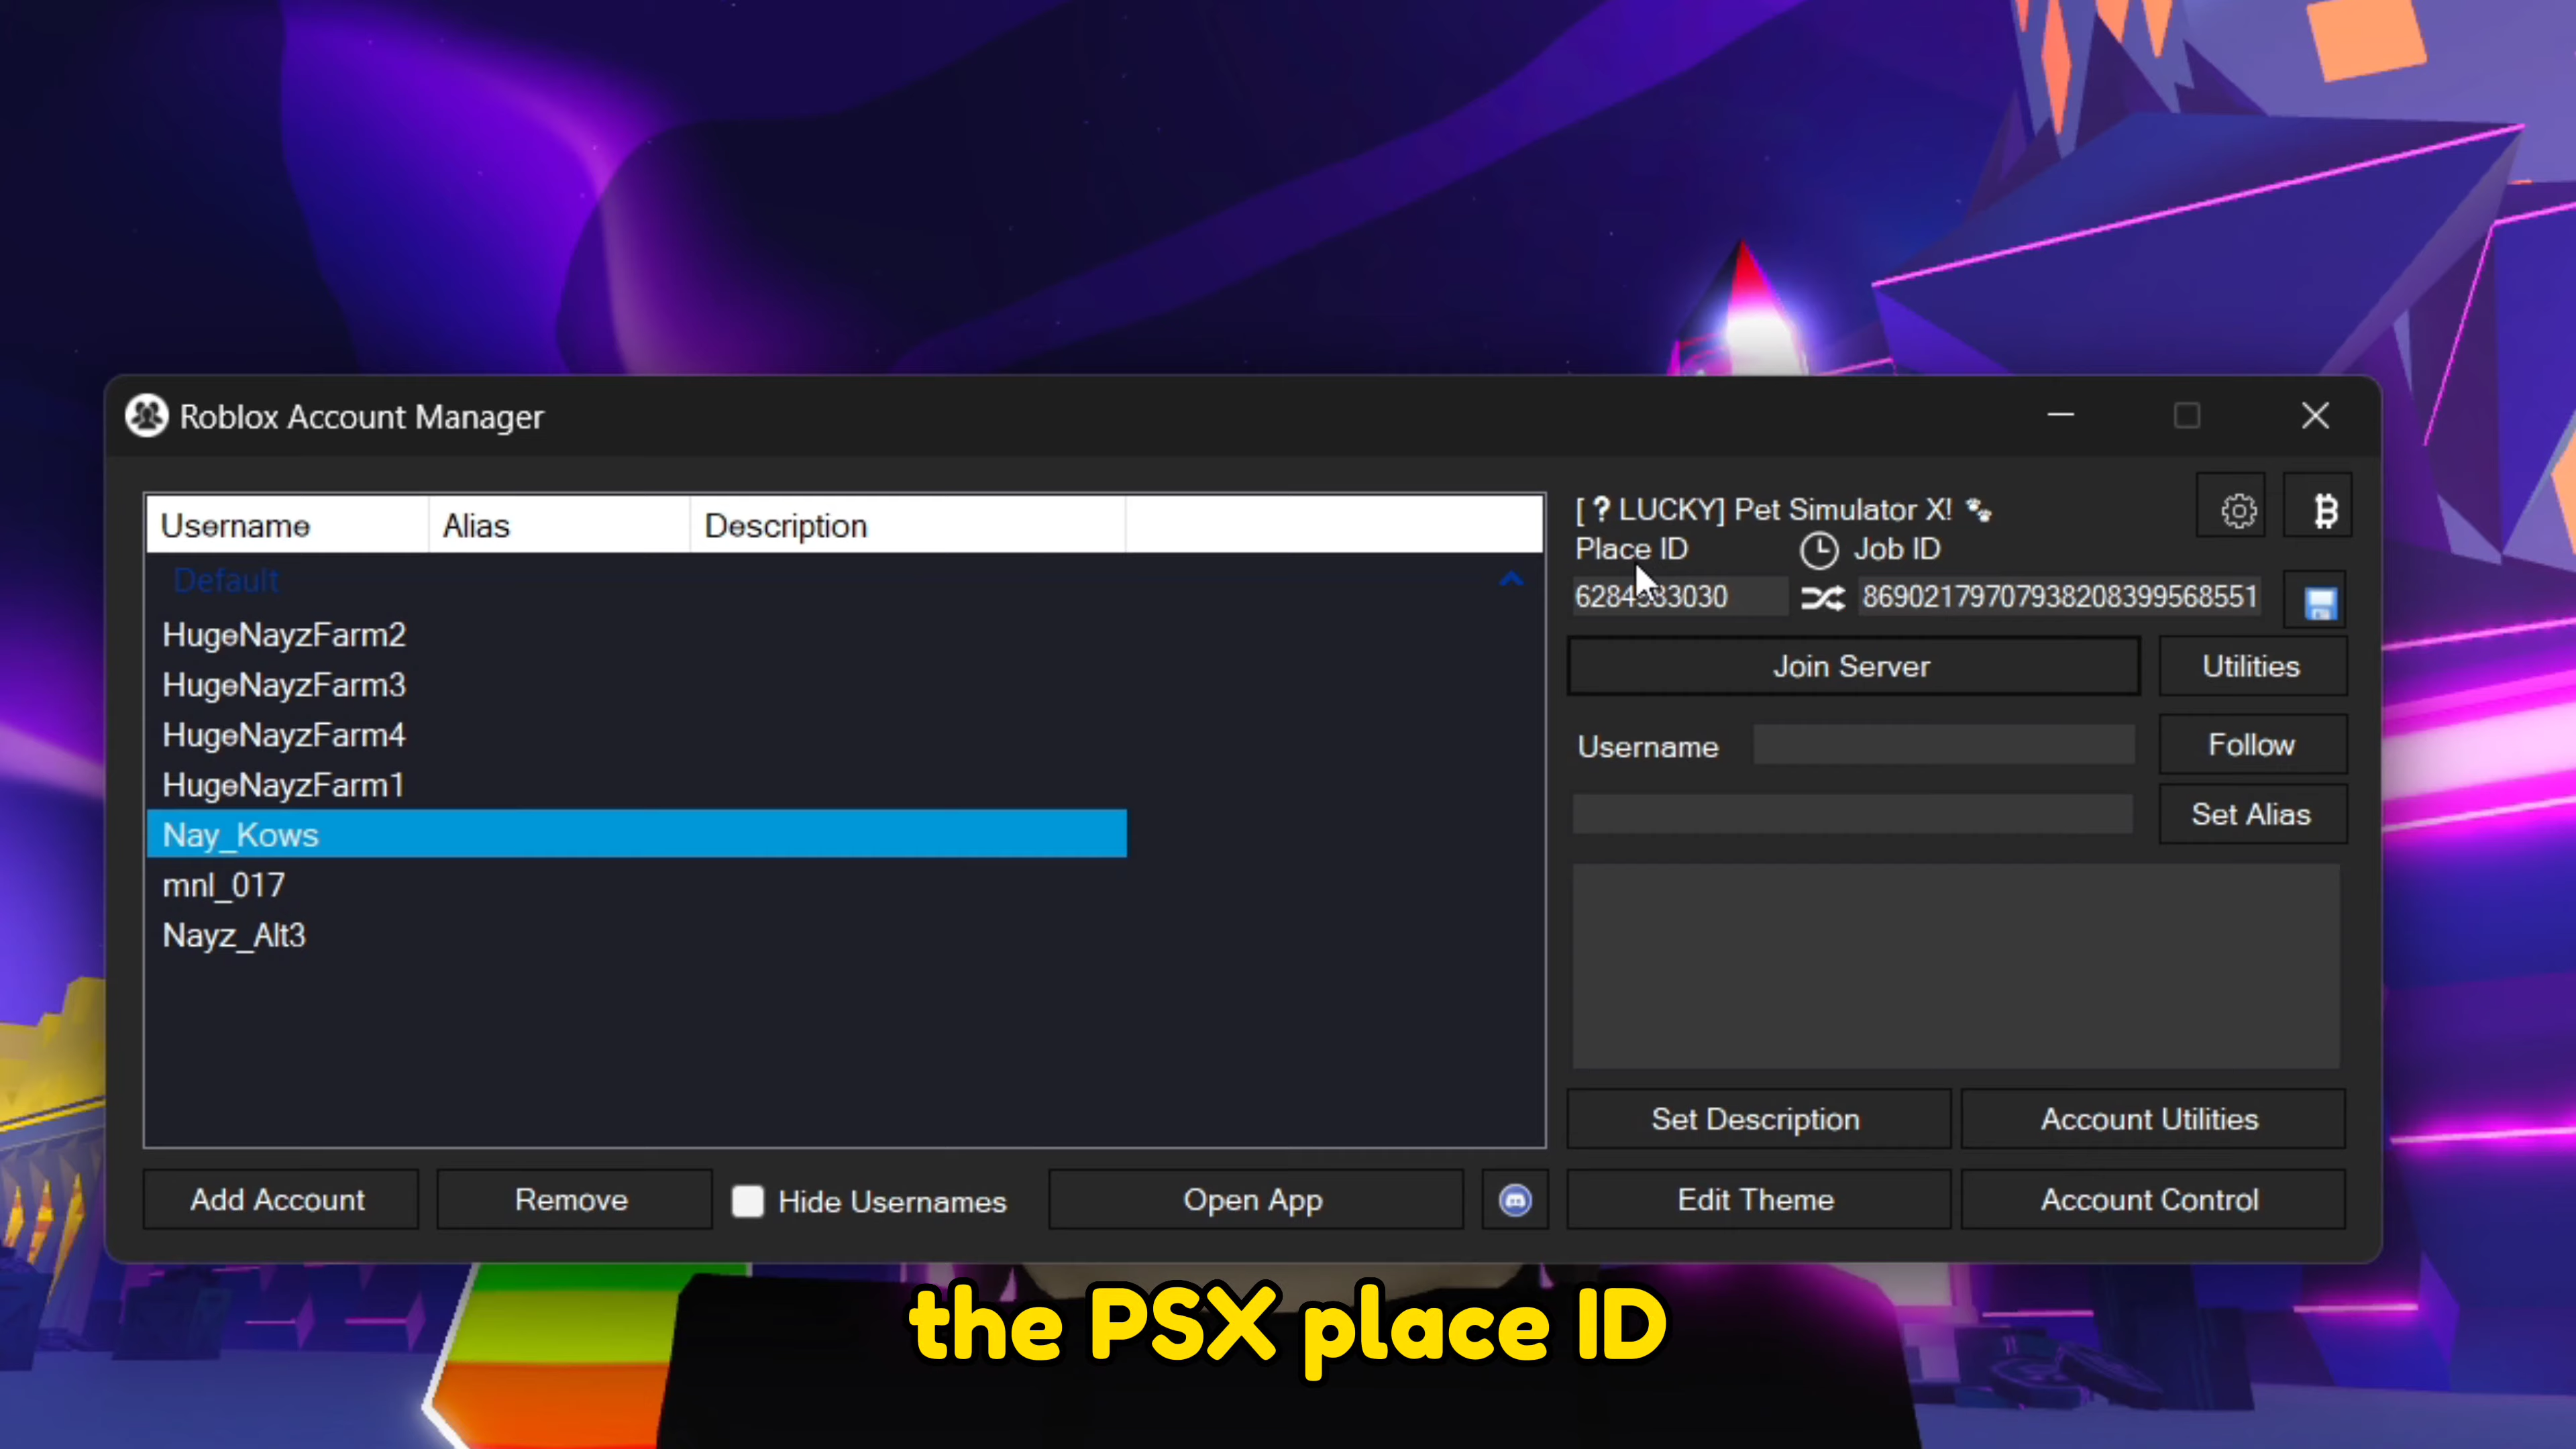 Roblox Account Manager
Username Alias Description
Default
HugeNayzFarm2
HugeNayzFarm3
HugeNayzFarm4
HugeNayzFarm1
Nay_Kows
mnl_017
Nayz_Alt3
Add Account Remove Hide Usernames Open App
[ ? LUCKY] Pet Simulator X!
Place ID Job ID
6284583030 86902179707938208399568551
Join Server Utilities
Username Follow
Set Alias
Set Description Account Utilities
Edit Theme Account Control
the PSX place ID